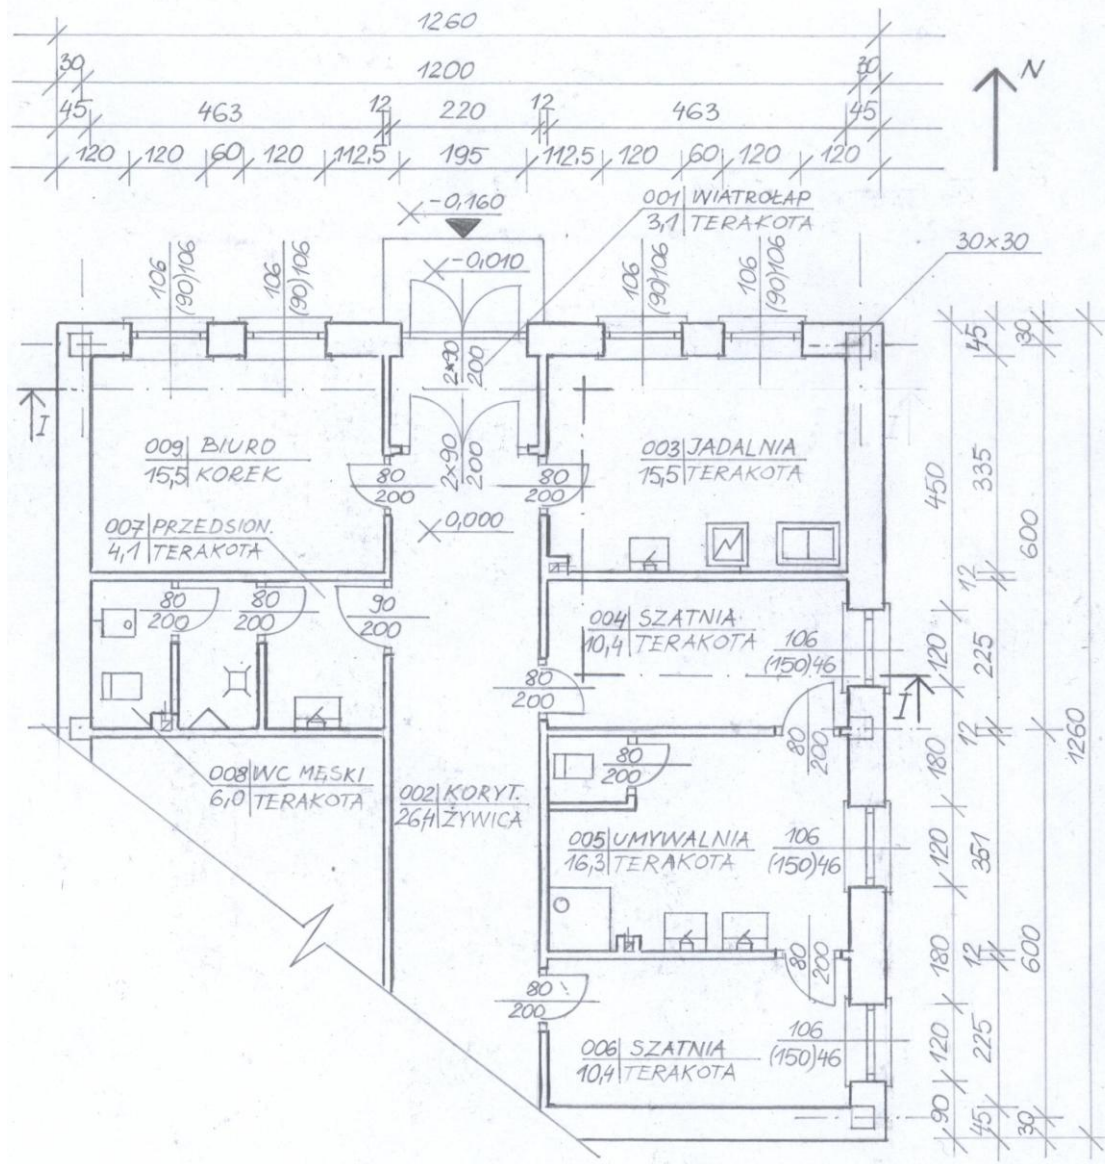 1260
30 1200 30
45 463 12 220 12 463 45
120 120 60 120 112,5 195 112,5 120 60 120 120
N
-0,160
001 WIATROŁAP
3,1 TERAKOTA
30×30
-0,010
106
(90)106
106
(90)106
106
(90)106
106
(90)106
2×90
200
I
I
009 BIURO
15,5 KOREK
80
200
2×90
200
80
200
003 JADALNIA
15,5 TERAKOTA
007 PRZEDSION.
4,1 TERAKOTA
0,000
80
200
80
200
90
200
004 SZATNIA
10,4 TERAKOTA
106
(150)46
80
200
I
80
200
008 WC MĘSKI
6,0 TERAKOTA
002 KORYT.
26,4 ŻYWICA
80
200
005 UMYWALNIA
16,3 TERAKOTA
106
(150)46
80
200
80
200
006 SZATNIA
10,4 TERAKOTA
106
(150)46
450
120
180
120
180
120
90
45
335
12
225
12
351
12
225
45
30
600
600
30
1260